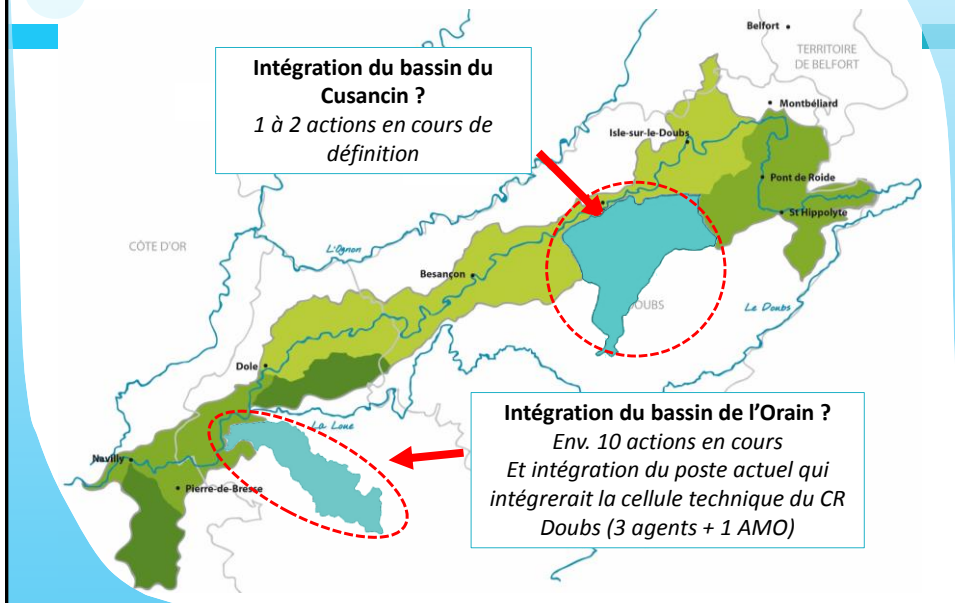 Belfort
TERRITOIRE
DE BELFORT
Intégration du bassin du
Cusancin ?
1 à 2 actions en cours de
définition
Montbéliard
Isle-sur-le-Doubs
Pont de Roide
St Hippolyte
CÔTE D'OR
L'Ognon
Besançon
OUBS
Le Doubs
Dole
La Loue
Navilly
Pierre-de-Bresse
Intégration du bassin de l'Orain ?
Env. 10 actions en cours
Et intégration du poste actuel qui
intégrerait la cellule technique du CR
Doubs (3 agents + 1 AMO)